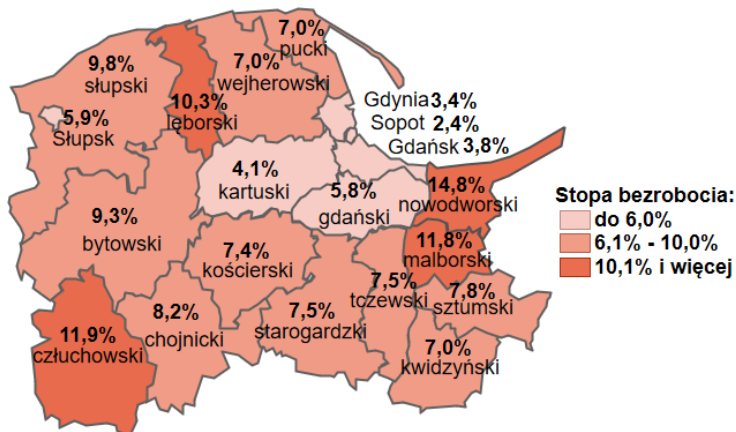 7,0%
pucki
9,8%
słupski
7,0%
wejherowski
10,3%
lęborski
5,9%
Słupsk
Gdynia 3,4%
Sopot 2,4%
Gdańsk 3,8%
4,1%
kartuski
5,8%
gdański
14,8%
nowodworski
9,3%
bytowski
7,4%
kościerski
11,8%
malborski
7,5%
tczewski
7,8%
sztumski
11,9%
człuchowski
8,2%
chojnicki
7,5%
starogardzki
7,0%
kwidzyński
Stopa bezrobocia:
do 6,0%
6,1% - 10,0%
10,1% i więcej